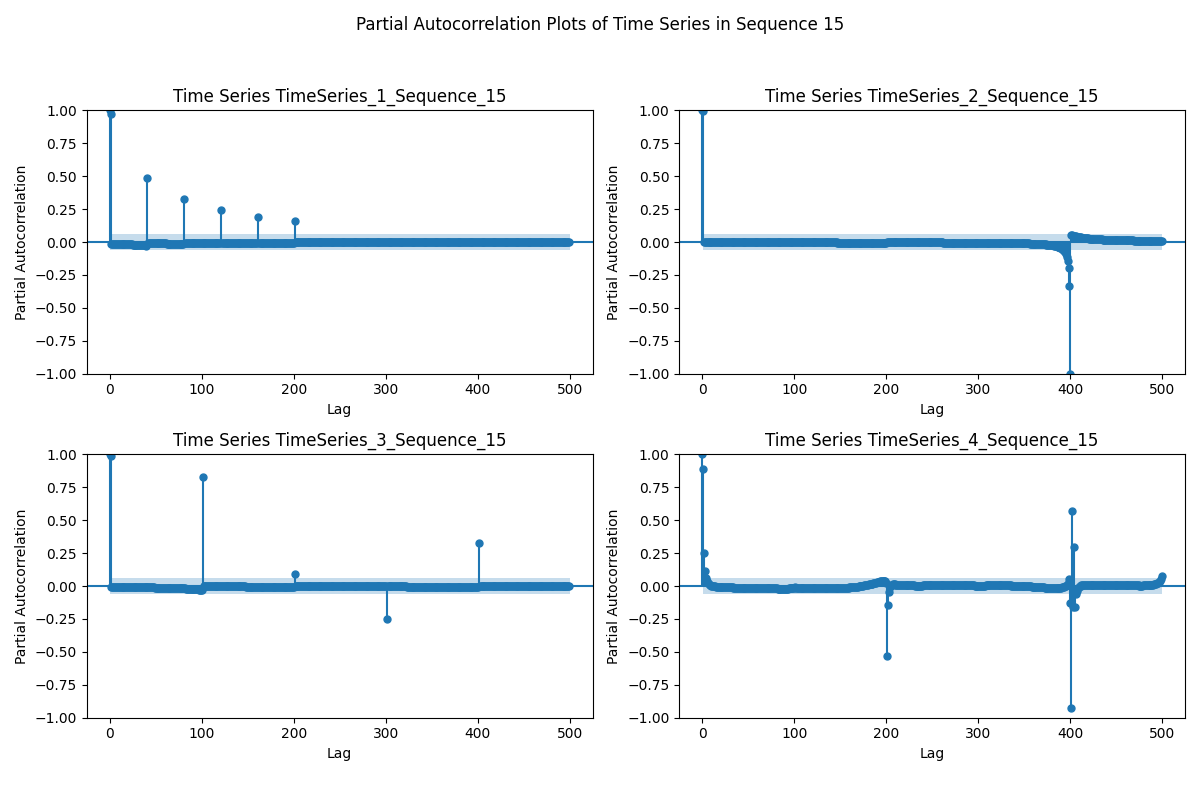 Partial Autocorrelation Plots of Time Series in Sequence 15
Time Series TimeSeries_1_Sequence_15
1.00
0.75
0.50
0.25
0.00
−0.25
−0.50
−0.75
−1.00
Partial Autocorrelation
0 100 200 300 400 500
Lag
Time Series TimeSeries_2_Sequence_15
1.00
0.75
0.50
0.25
0.00
−0.25
−0.50
−0.75
−1.00
Partial Autocorrelation
0 100 200 300 400 500
Lag
Time Series TimeSeries_3_Sequence_15
1.00
0.75
0.50
0.25
0.00
−0.25
−0.50
−0.75
−1.00
Partial Autocorrelation
0 100 200 300 400 500
Lag
Time Series TimeSeries_4_Sequence_15
1.00
0.75
0.50
0.25
0.00
−0.25
−0.50
−0.75
−1.00
Partial Autocorrelation
0 100 200 300 400 500
Lag